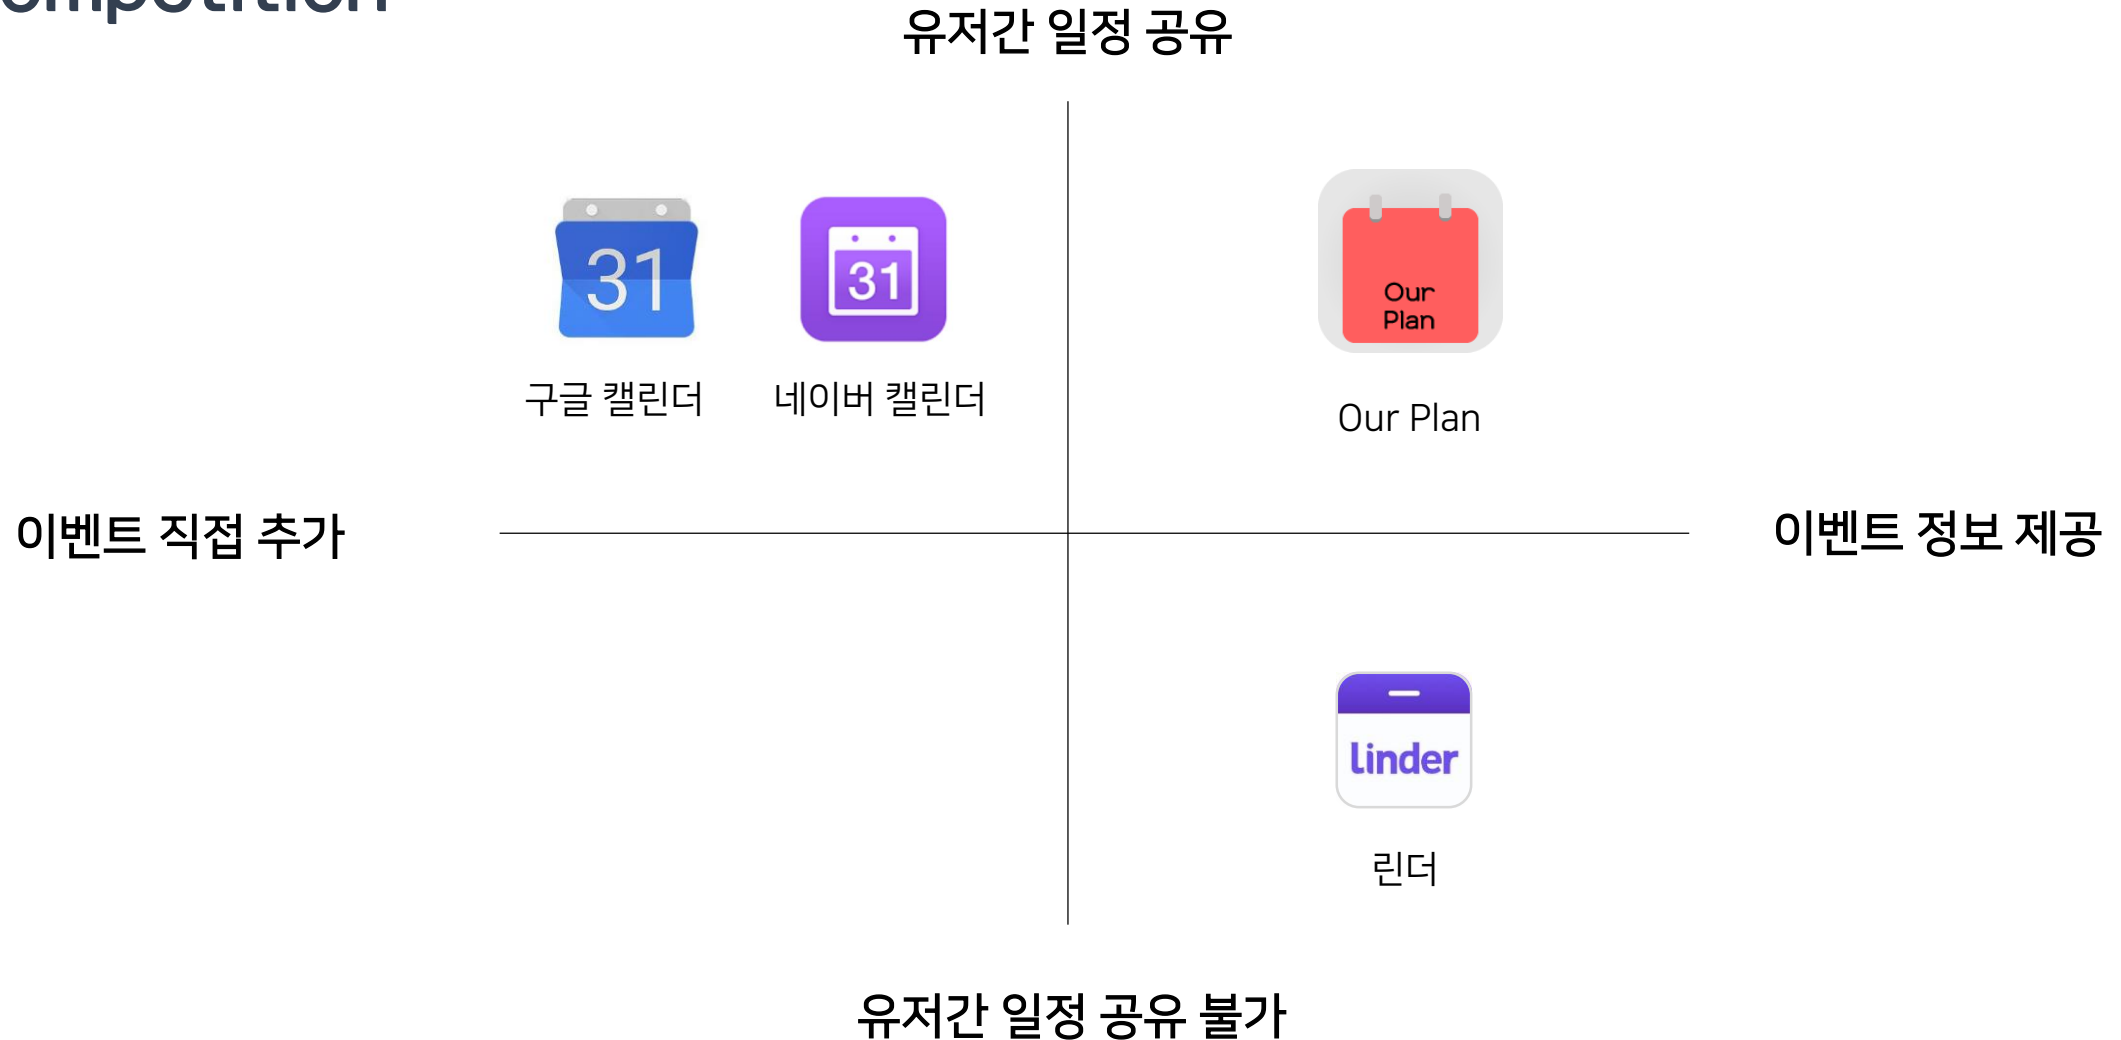 유저간 일정 공유
31
31
Our
Plan
구글 캘린더
네이버 캘린더
Our Plan
이벤트 직접 추가
이벤트 정보 제공
linder
린더
유저간 일정 공유 불가